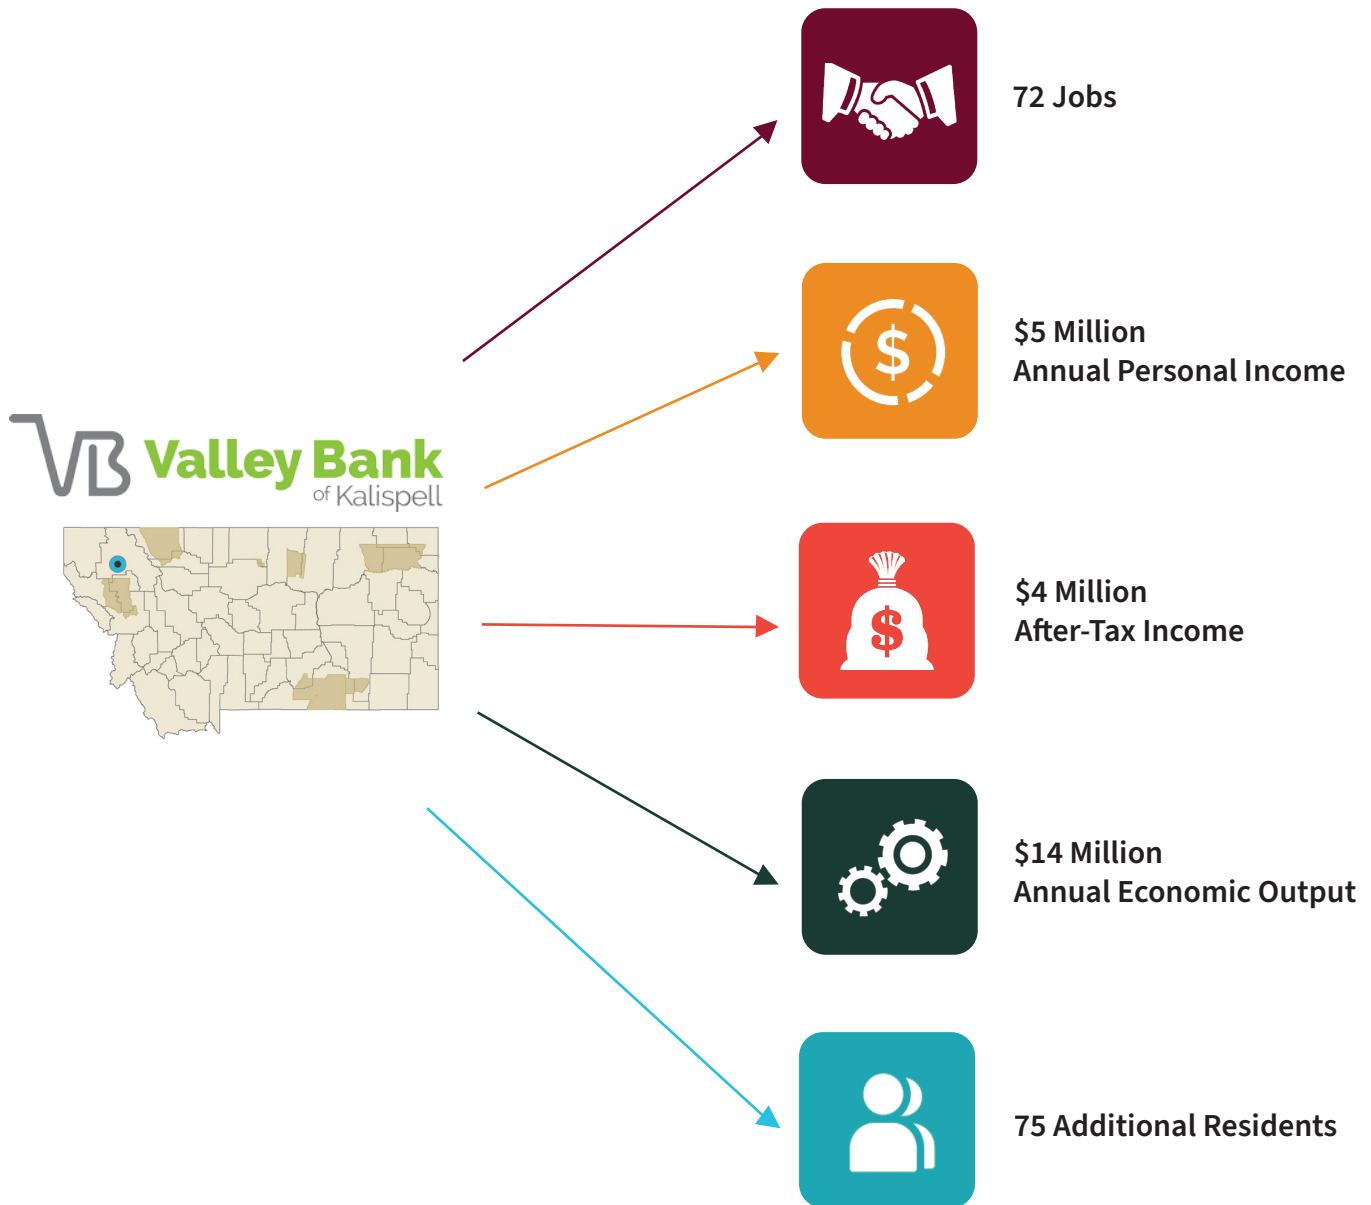 72 Jobs
$5 Million
Annual Personal Income
VB Valley Bank
of Kalispell
$4 Million
After-Tax Income
$14 Million
Annual Economic Output
75 Additional Residents
$
$